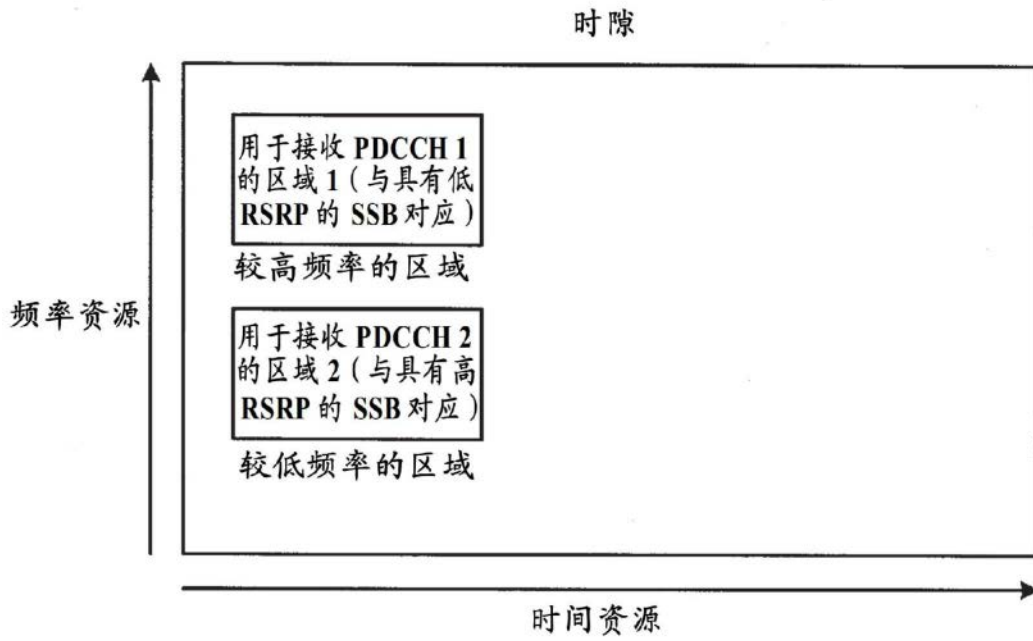 时隙
用于接收 PDCCH 1
的区域 1（与具有低
RSRP 的 SSB 对应）
较高频率的区域
频率资源
用于接收 PDCCH 2
的区域 2（与具有高
RSRP 的 SSB 对应）
较低频率的区域
时间资源